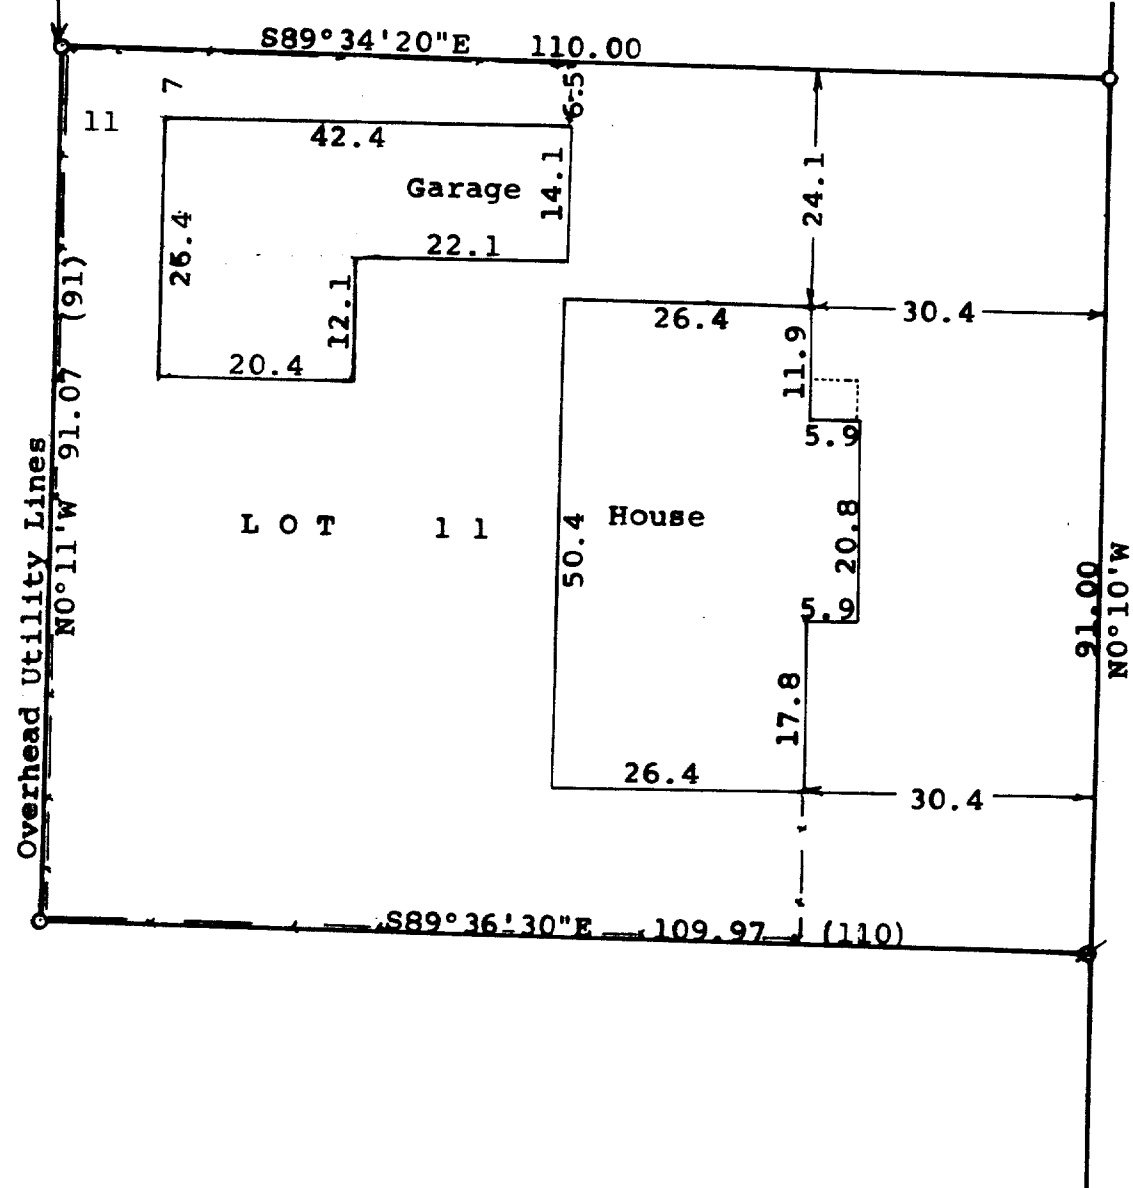 S89°34'20"E 110.00
7
6.5
11
42.4
Garage
14.1
24.1
26.4
22.1
12.1
20.4
26.4
30.4
11.9
5.9
N0°11'W 91.07 (91)
Overhead Utility Lines
LOT 11
House
50.4
20.8
5.9
91.00
N0°10'W
17.8
26.4
30.4
S89°36'30"E 109.97 (110)